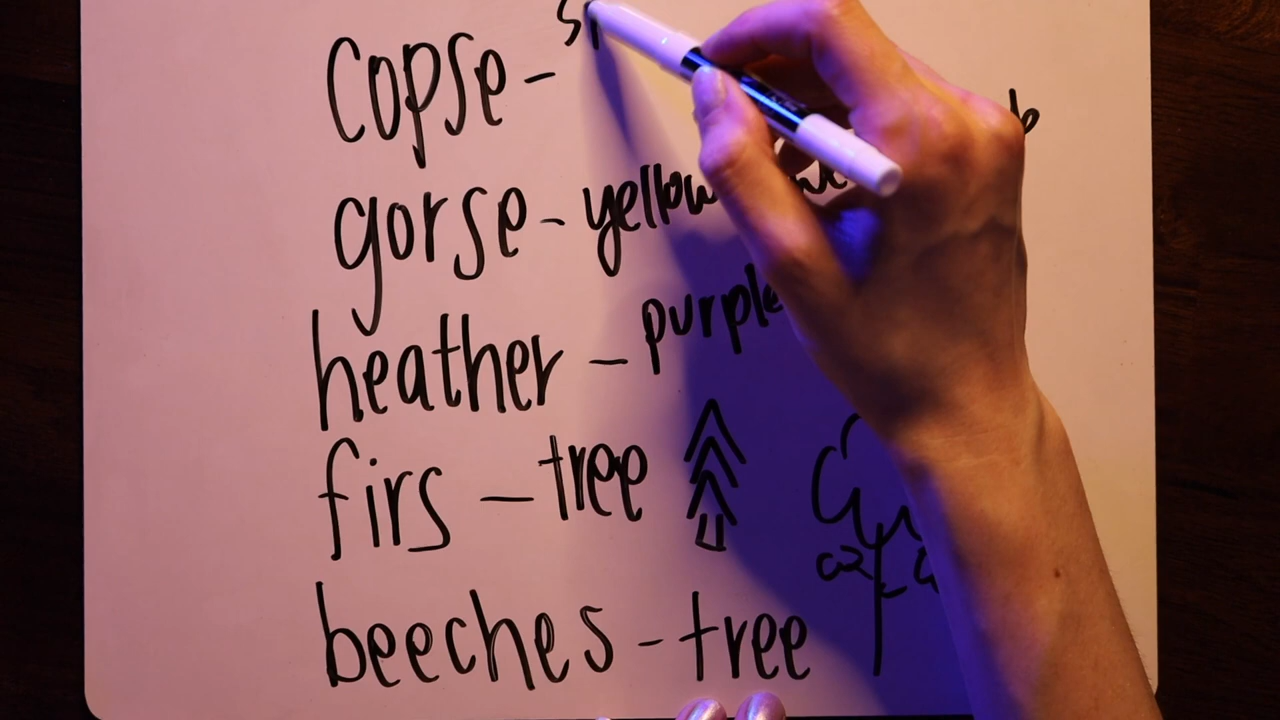 Copse -
gorse - yellow
heather - purple
firs - tree
beeches - tree